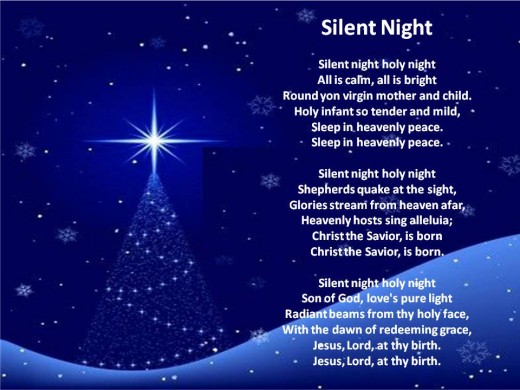 Silent Night
Silent night holy night
All is calm, all is bright
Round yon virgin mother and child.
Holy infant so tender and mild,
Sleep in heavenly peace.
Sleep in heavenly peace.
Silent night holy night
Shepherds quake at the sight,
Glories stream from heaven afar,
Heavenly hosts sing alleluia;
Christ the Savior, is born
Christ the Savior, is born.
Silent night holy night
Son of God, love's pure light
Radiant beams from thy holy face,
With the dawn of redeeming grace,
Jesus, Lord, at thy birth.
Jesus, Lord, at thy birth.